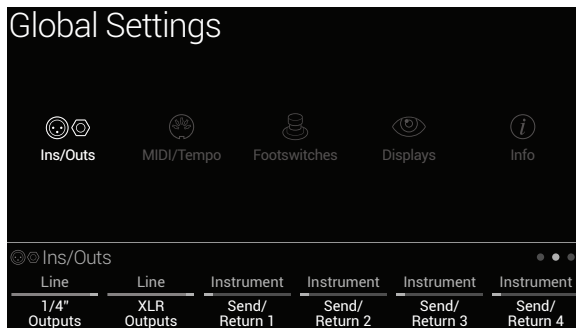 Global Settings
Ins/Outs MIDI/Tempo Footswitches Displays Info
Ins/Outs
Line Line Instrument Instrument Instrument Instrument
1/4" XLR Send/ Send/ Send/ Send/
Outputs Outputs Return 1 Return 2 Return 3 Return 4